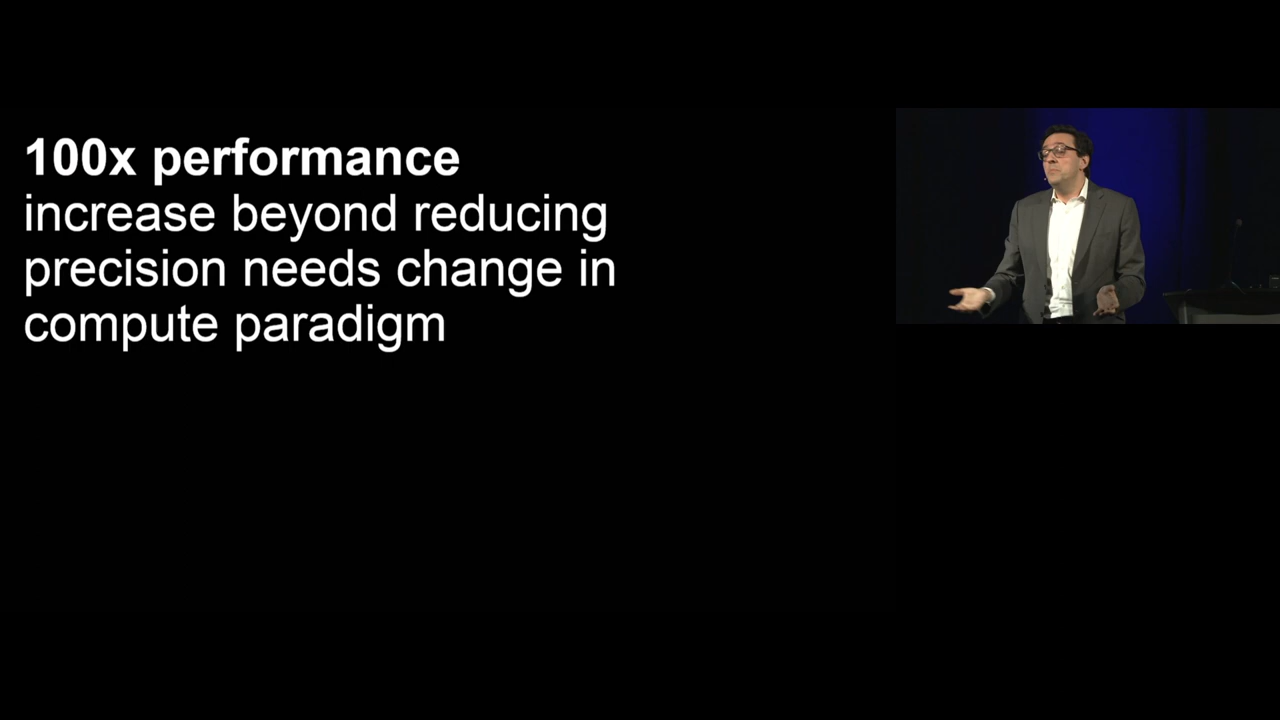 100x performance
increase beyond reducing
precision needs change in
compute paradigm